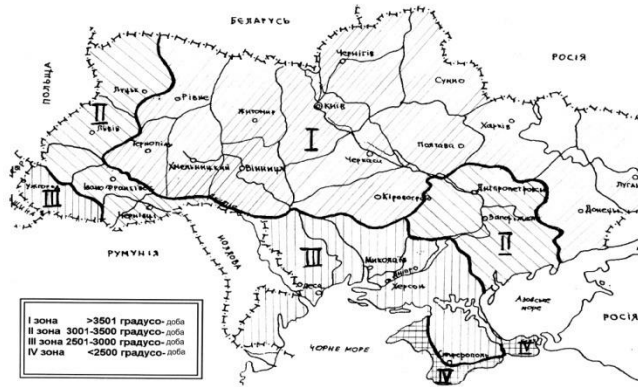 БЕЛАРУСЬ
РОСІЯ
ПОЛЬЩА
Чернігів
Луцьк
Рівне
Суми
Житомир
Київ
II
Львів
I
Харків
Полтава
Тернопіль
Хмельницький
Вінниця
Черкаси
Луган
Ужгород
III
Івано-Франківськ
Кіровоград
Дніпропетровськ
Донецьк
Чернівці
Запоріжжя
II
РУМУНІЯ
МОЛДОВА
III
Миколаїв
Дніпро
Херсон
Одеса
Азовське
море
РОСІЯ
I зона >3501 градусо-доба
II зона 3001-3500 градусо-доба
III зона 2501-3000 градусо-доба
IV зона <2500 градусо-доба
ЧОРНЕ МОРЕ
IV
Сімферополь
IV